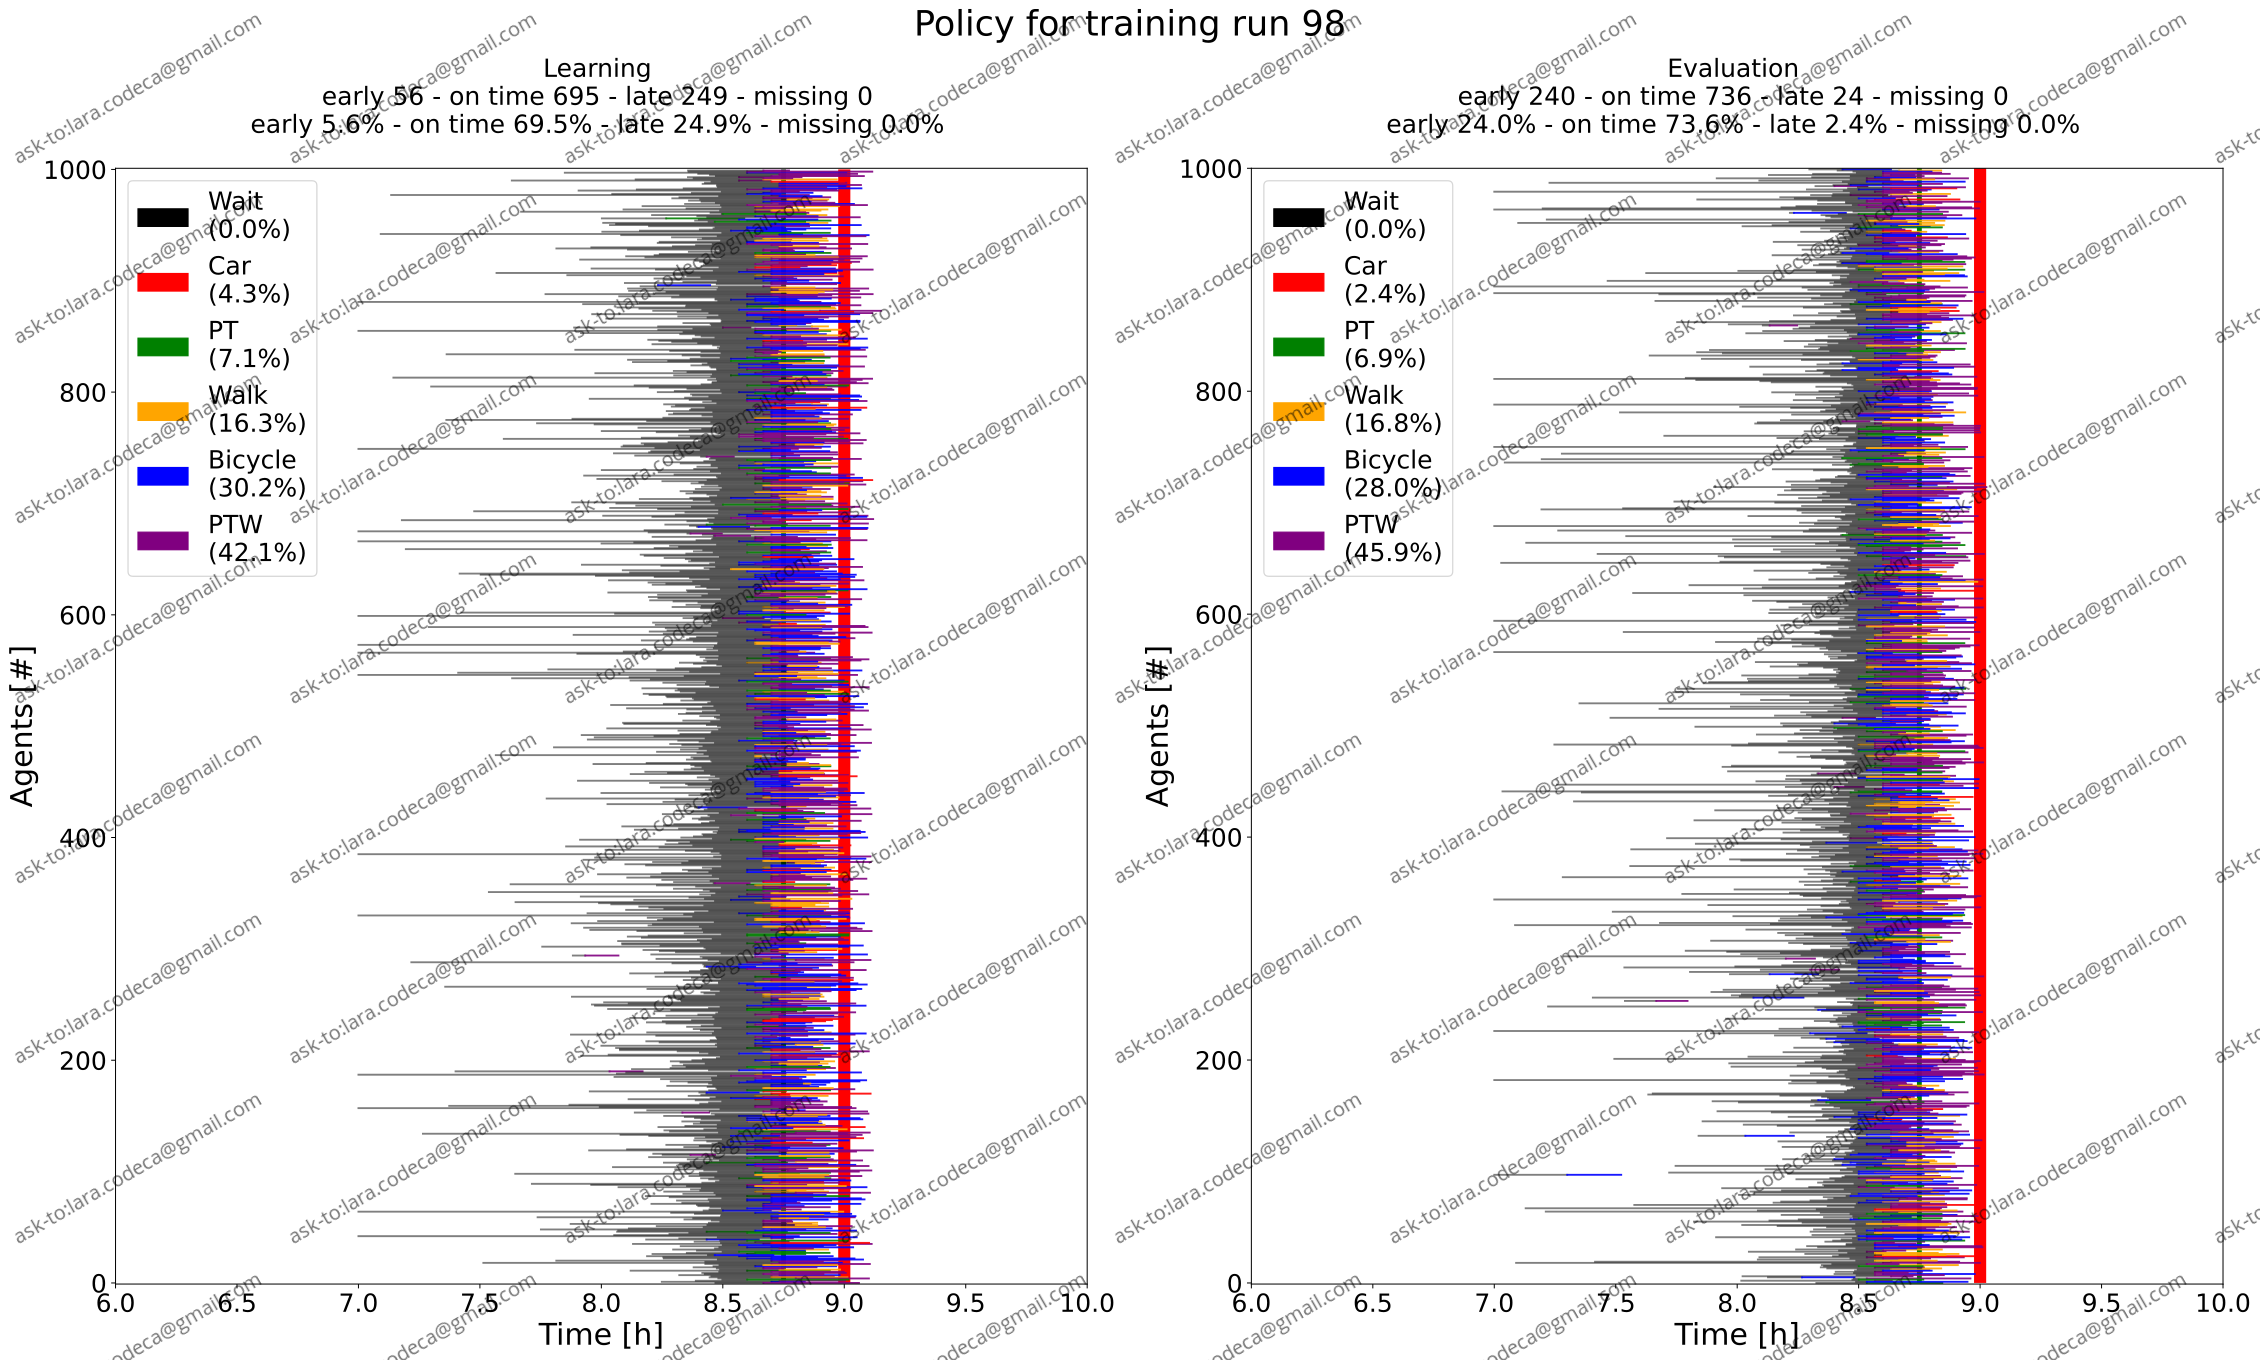 Policy for training run 98
Learning
early 56 - on time 695 - late 249 - missing 0
early 5.6% - on time 69.5% - late 24.9% - missing 0.0%
Wait
(0.0%)
Car
(4.3%)
PT
(7.1%)
Walk
(16.3%)
Bicycle
(30.2%)
PTW
(42.1%)
Agents [#]
1000
800
600
400
200
0
6.0 6.5 7.0 7.5 8.0 8.5 9.0 9.5 10.0
Time [h]
Evaluation
early 240 - on time 736 - late 24 - missing 0
early 24.0% - on time 73.6% - late 2.4% - missing 0.0%
Wait
(0.0%)
Car
(2.4%)
PT
(6.9%)
Walk
(16.8%)
Bicycle
(28.0%)
PTW
(45.9%)
Agents [#]
1000
800
600
400
200
0
6.0 6.5 7.0 7.5 8.0 8.5 9.0 9.5 10.0
Time [h]
ask-to:lara.codeca@gmail.com